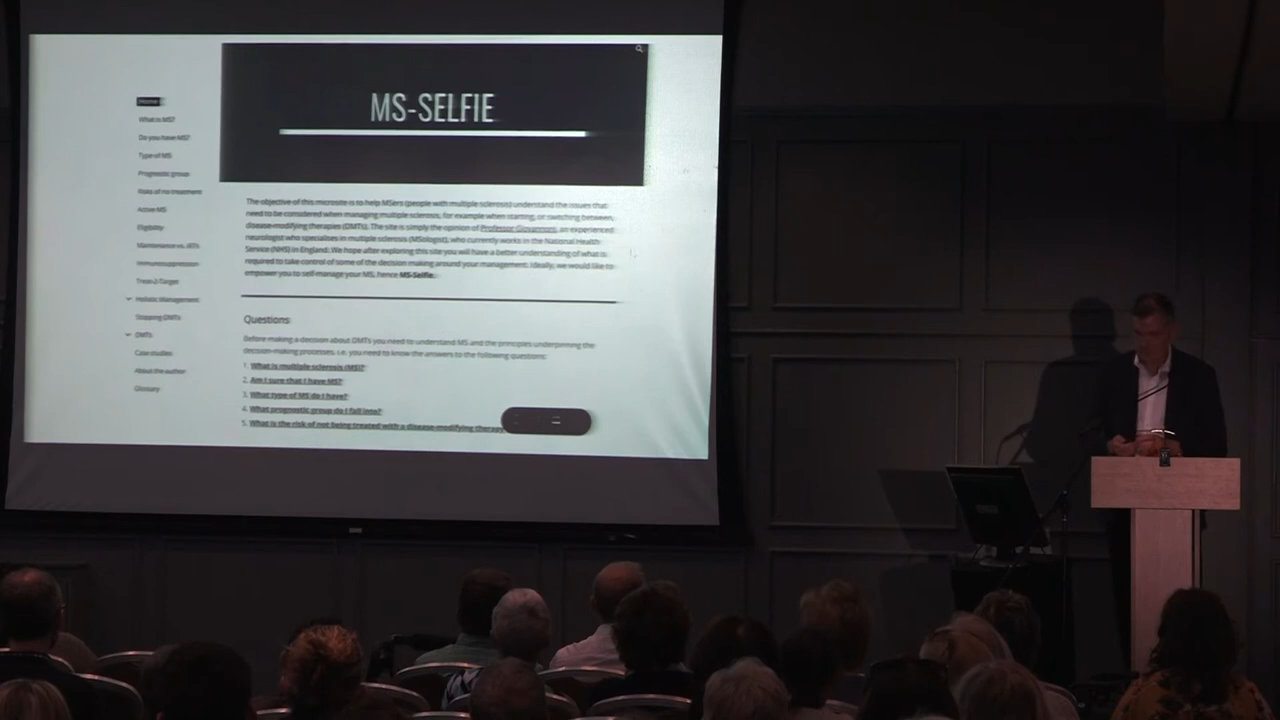 MS-SELFIE
Home
What is MS?
Do you have MS?
Type of MS
Prognostic group
Risks of no treatment
Active MS
Eligibility
Maintenance vs. IRTs
Immunosuppression
Treat-2-Target
Holistic Management
Stopping DMTs
DMTs
Case studies
About the author
Glossary
The objective of this microsite is to help MSers (people with multiple sclerosis) understand the issues that
need to be considered when managing multiple sclerosis, for example when starting, or switching between,
disease-modifying therapies (DMTs). The site is simply the opinion of Professor Giovannoni, an experienced
neurologist who specialises in multiple sclerosis (MSologist), who currently works in the National Health
Service (NHS) in England. We hope after exploring this site you will have a better understanding of what is
required to take control of some of the decision making around your management. Ideally, we would like to
empower you to self-manage your MS, hence MS-Selfie.
Questions
Before making a decision about DMTs you need to understand MS and the principles underpinning the
decision-making processes. i.e. you need to know the answers to the following questions:
1. What is multiple sclerosis (MS)?
2. Am I sure that I have MS?
3. What type of MS do I have?
4. What prognostic group do I fall into?
5. What is the risk of not being treated with a disease-modifying therapy